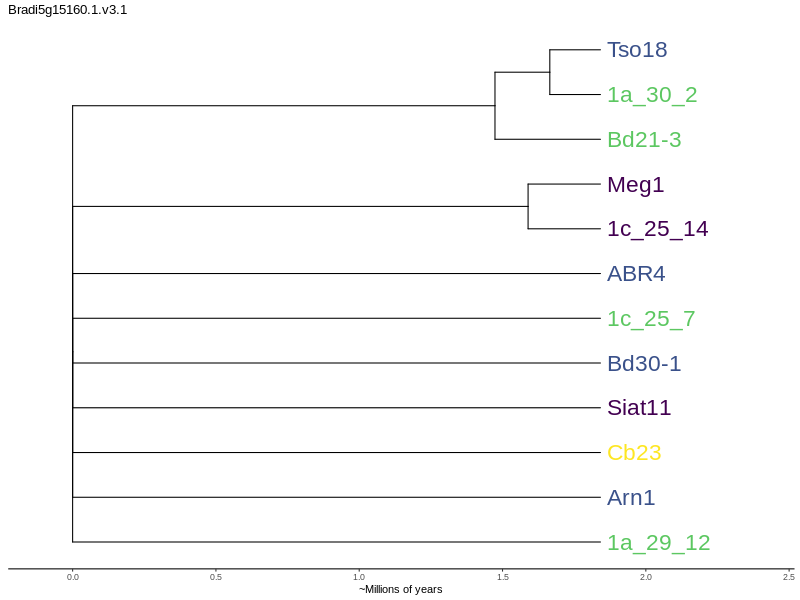 Bradi5g15160.1.v3.1
Tso18
1a_30_2
Bd21-3
Meg1
1c_25_14
ABR4
1c_25_7
Bd30-1
Siat11
Cb23
Arn1
1a_29_12
0.0 0.5 1.0 1.5 2.0 2.5
~Millions of years